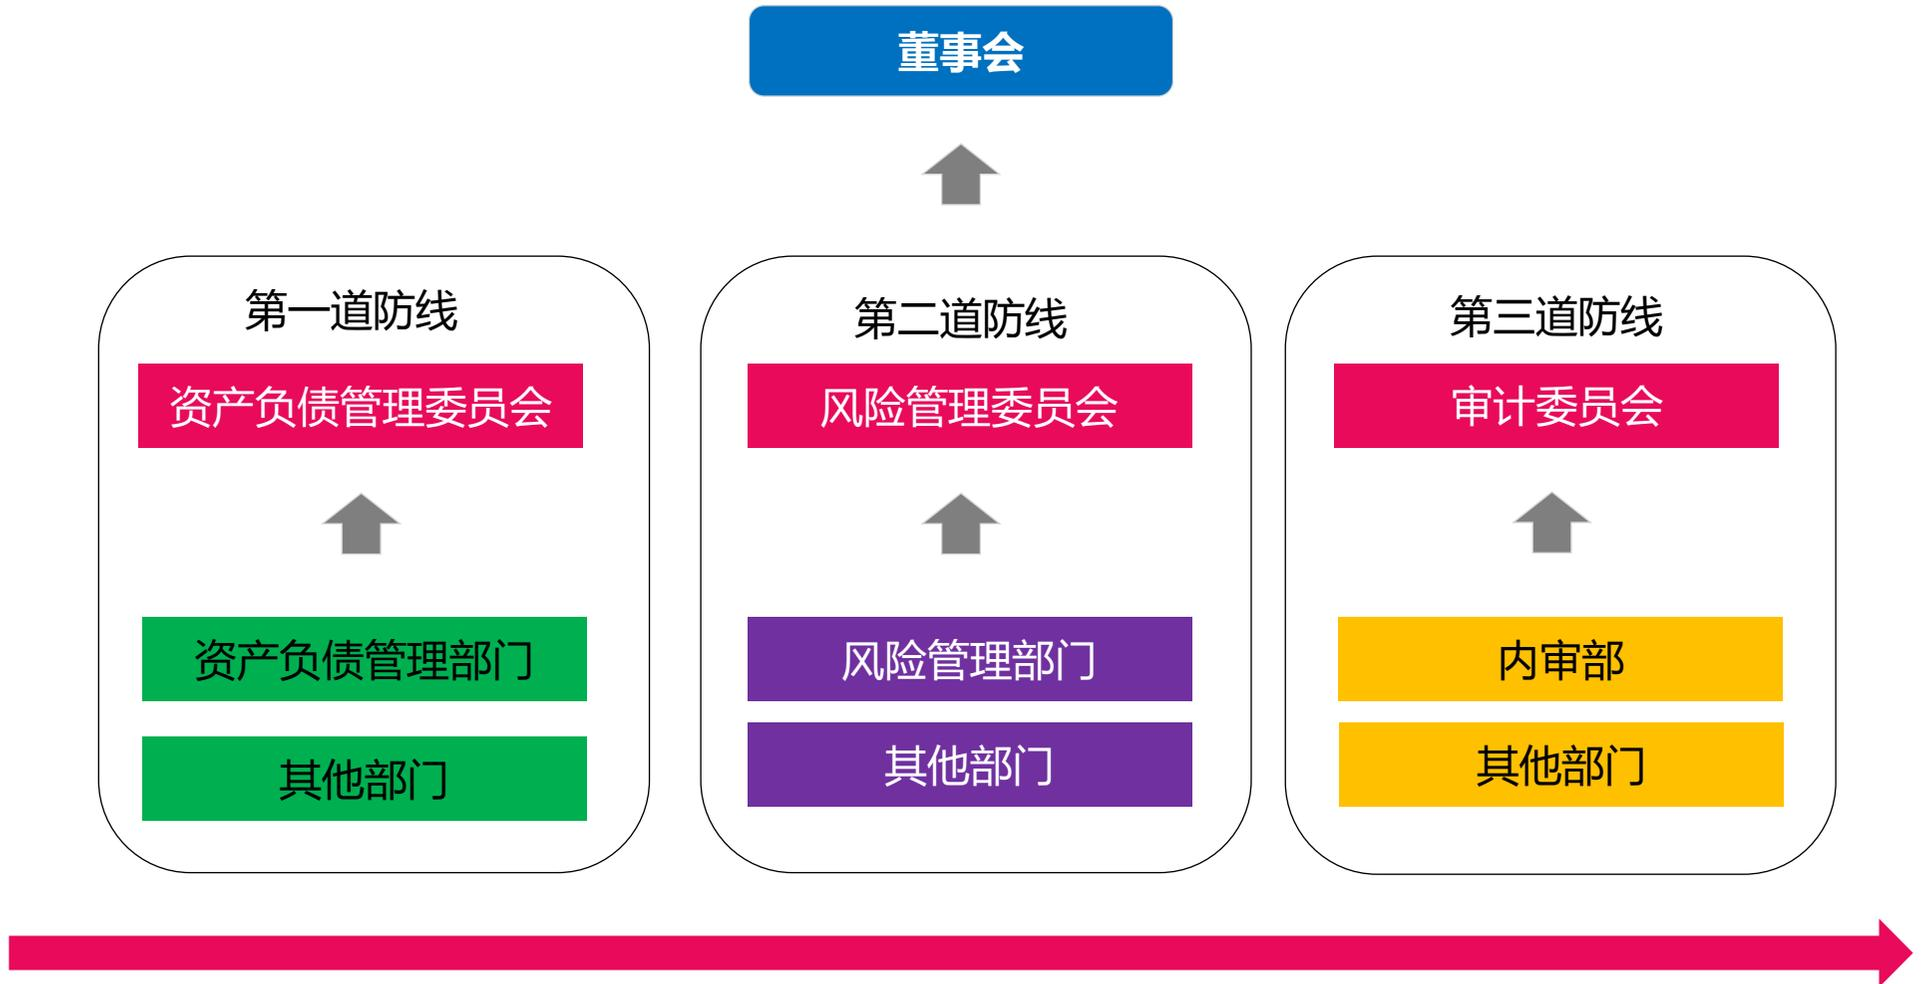 董事会
第一道防线
资产负债管理委员会
资产负债管理部门
其他部门
第二道防线
风险管理委员会
风险管理部门
其他部门
第三道防线
审计委员会
内审部
其他部门